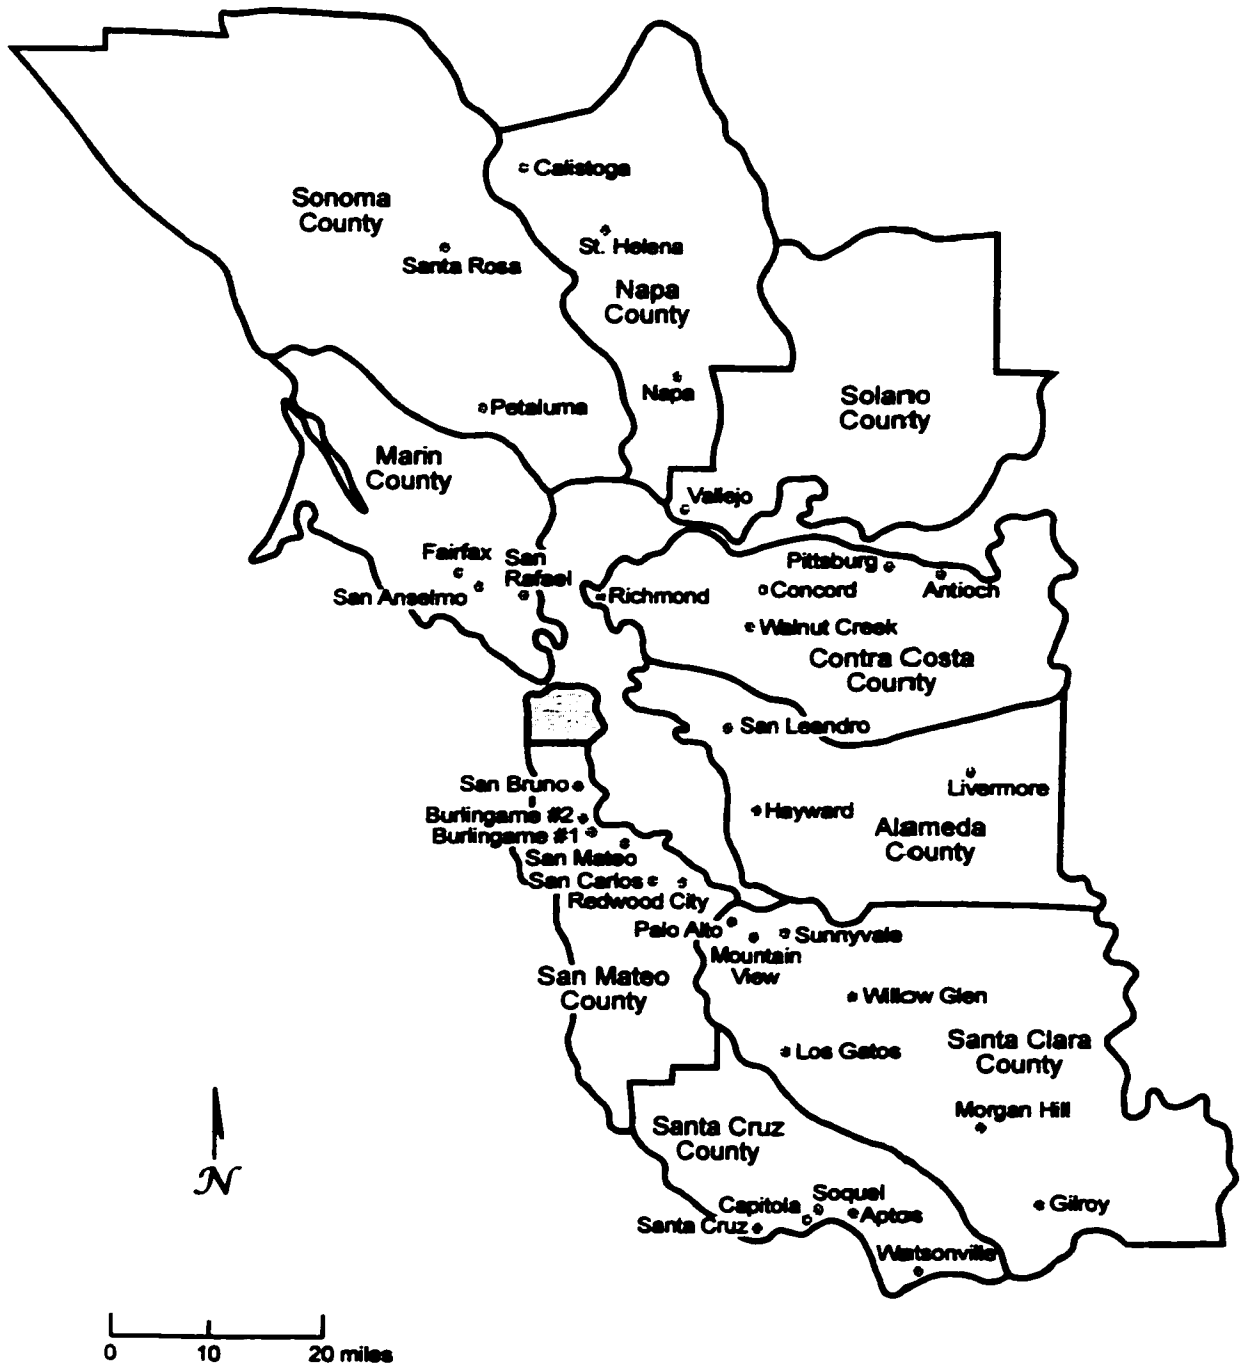 Calistoga
Sonoma
County
St. Helena
Santa Rosa
Napa
County
Napa
Solano
County
Petaluma
Marin
County
Vallejo
Fairfax
San
Rafael
San Anselmo
Pittsburg
Richmond
Concord
Antioch
Walnut Creek
Contra Costa
County
San Leandro
San Bruno
Livermore
Burlingame #2
Hayward
Burlingame #1
Alameda
County
San Mateo
San Carlos
Redwood City
Palo Alto
Sunnyvale
Mountain
View
San Mateo
County
Willow Glen
Los Gatos
Santa Clara
County
Morgan Hill
Santa Cruz
County
N
Soquel
Capitola
Aptos
Gilroy
Santa Cruz
Watsonville
0 10 20 miles